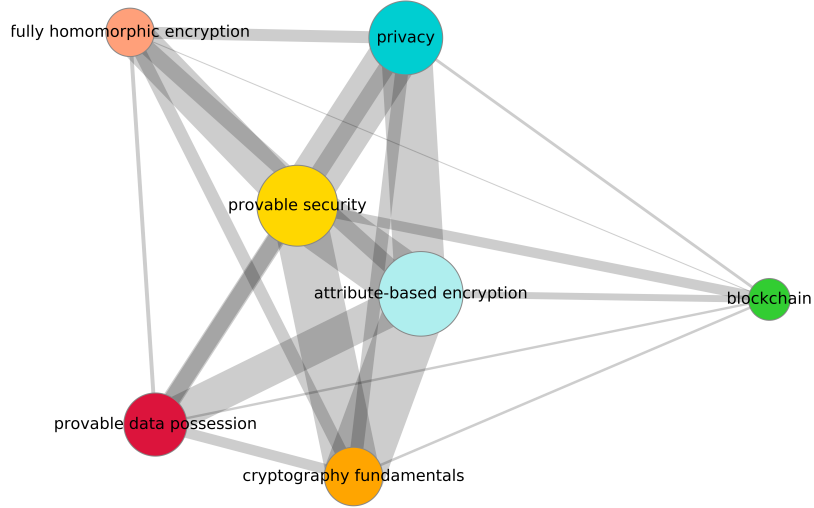 fully homomorphic encryption
privacy
provable security
attribute-based encryption
blockchain
provable data possession
cryptography fundamentals